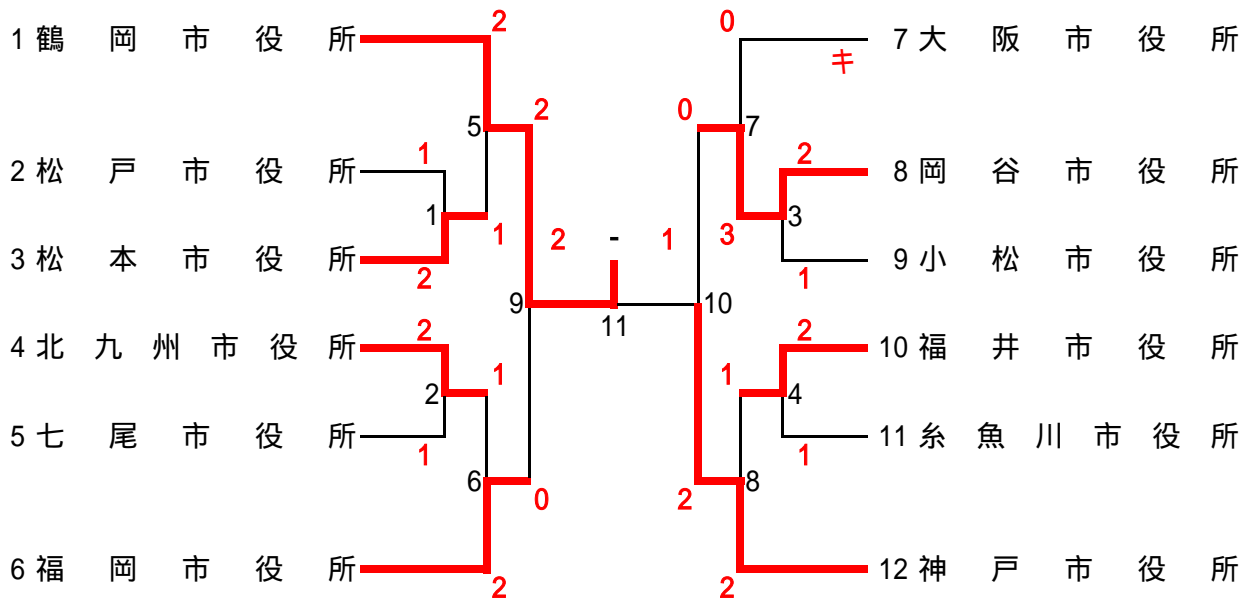 1 鶴岡市役所 2 0 7 大阪市役所
キ
2 0
5 7
2 松戸市役所 1 2 8 岡谷市役所
1 3
1 2 - 1 3
3 松本市役所 2 1 9 小松市役所
9 10
11
4 北九州市役所 2 2 10 福井市役所
1 1
2 4
5 七尾市役所 1 1 11 糸魚川市役所
6 8
0 2
6 福岡市役所 2 2 12 神戸市役所